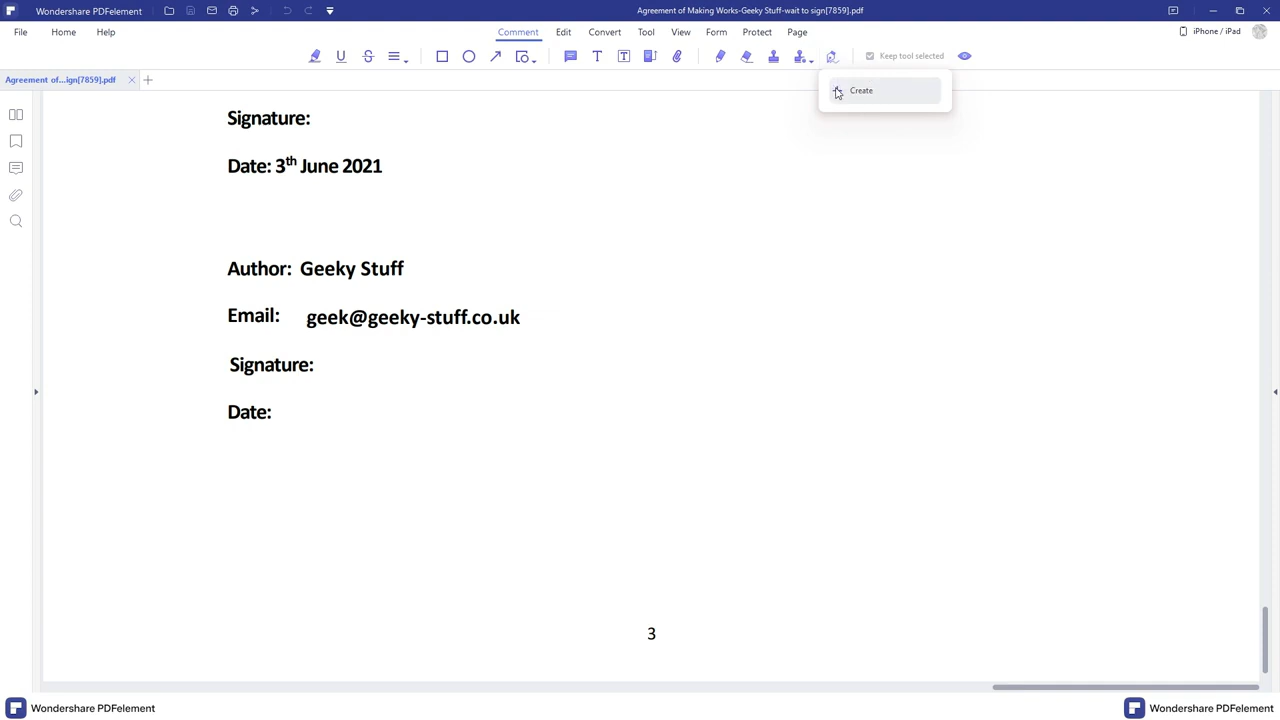 Wondershare PDFelement
Agreement of Making Works-Geeky Stuff-wait to sign[7859].pdf
File Home Help Comment Edit Convert Tool View Form Protect Page iPhone / iPad
Keep tool selected
Agreement of...ign[7859].pdf
Create
Signature:
Date: 3th June 2021
Author: Geeky Stuff
Email: geek@geeky-stuff.co.uk
Signature:
Date:
3
Wondershare PDFelement Wondershare PDFelement